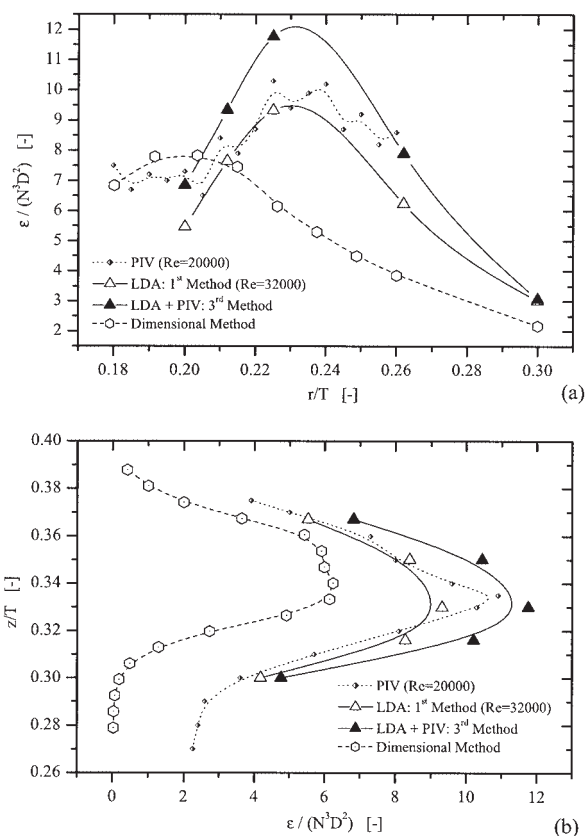 12
11
10
9
8
7
6
5
4
3
2
ε / (N³D²) [-]
PIV (Re=20000)
LDA: 1st Method (Re=32000)
LDA + PIV: 3rd Method
Dimensional Method
0.18 0.20 0.22 0.24 0.26 0.28 0.30
r/T [-]
(a)
0.40
0.38
0.36
0.34
0.32
0.30
0.28
0.26
z/T [-]
PIV (Re=20000)
LDA: 1st Method (Re=32000)
LDA + PIV: 3rd Method
Dimensional Method
0 2 4 6 8 10 12
ε / (N³D²) [-]
(b)